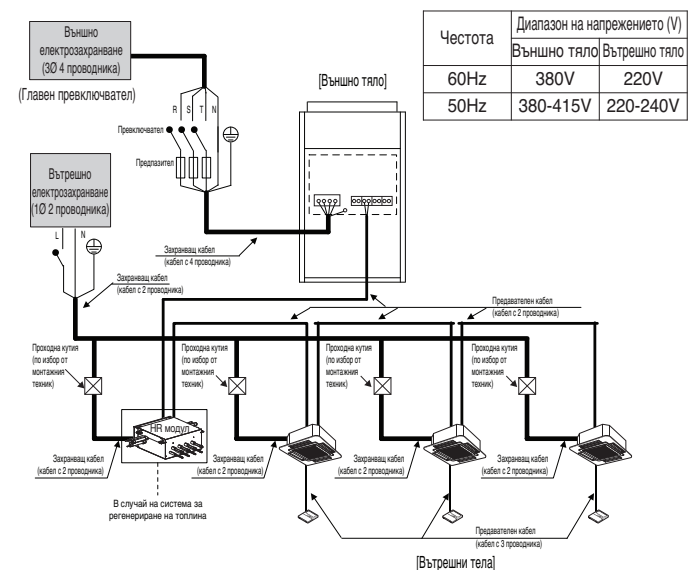 Външно
електрозахранване
(3Ø 4 проводника)
(Главен превключвател)
R S T N
Превключвател
Предпазител
[Външно тяло]
Честота
Диапазон на напрежението (V)
Външно тяло
Вътрешно тяло
60Hz
380V
220V
50Hz
380-415V
220-240V
Вътрешно
електрозахранване
(1Ø 2 проводника)
L N
Захранващ кабел
(кабел с 4 проводника)
Захранващ кабел
(кабел с 2 проводника)
Предавателен кабел
(кабел с 2 проводника)
Проходна кутия
(по избор от
монтажния
техник)
Проходна кутия
(по избор от
монтажния
техник)
Проходна кутия
(по избор от
монтажния
техник)
Проходна кутия
(по избор от
монтажния
техник)
HR модул
Захранващ кабел
(кабел с 2 проводника)
Захранващ кабел
(кабел с 2 проводника)
Захранващ кабел
(кабел с 2 проводника)
Захранващ кабел
(кабел с 2 проводника)
В случай на система за
регенериране на топлина
Предавателен кабел
(кабел с 3 проводника)
[Вътрешни тела]